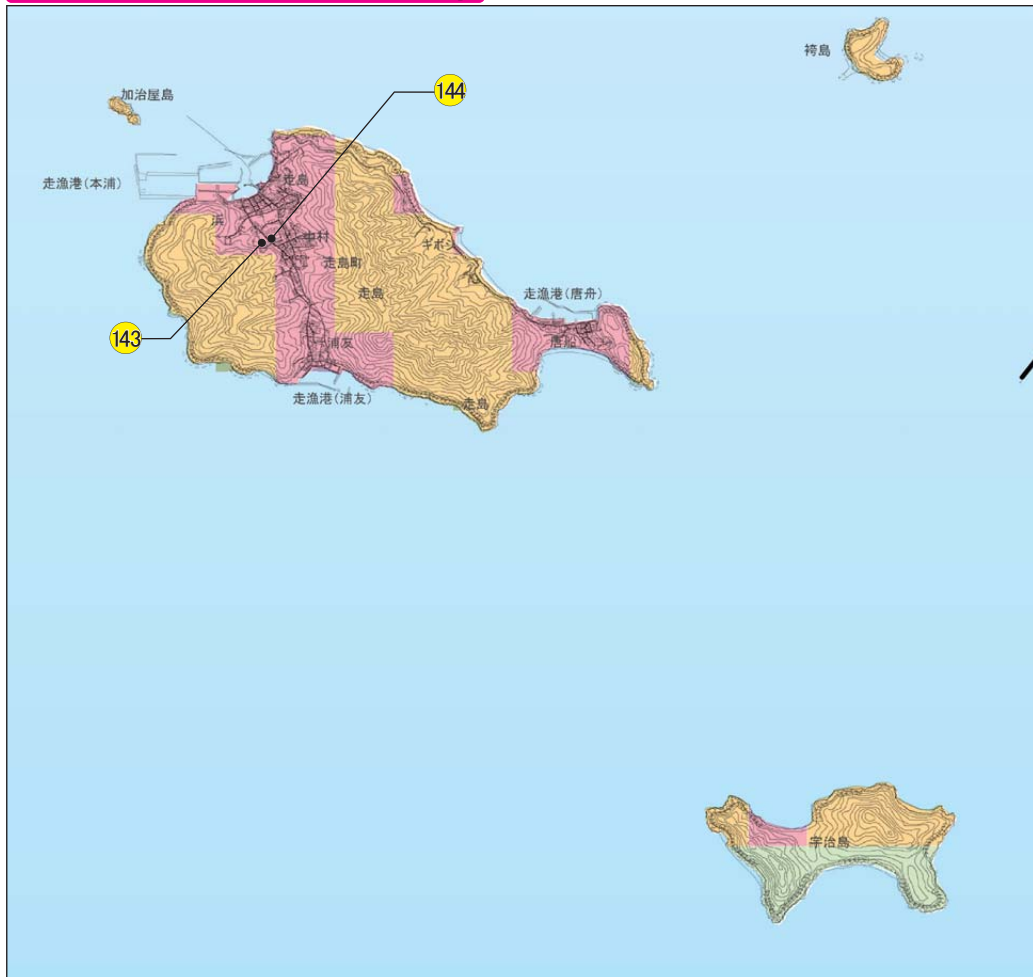 袴島
加治屋島
144
走漁港(本浦)
走島
浜
中村
ギボシ
走島町
走島
走漁港(唐舟)
143
浦友
唐船
走漁港(浦友)
走島
宇治島